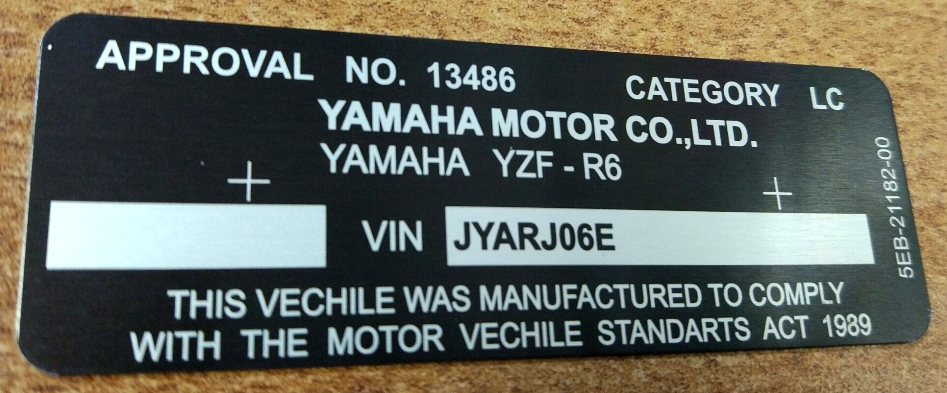 APPROVAL NO. 13486 CATEGORY LC
YAMAHA MOTOR CO.,LTD.
YAMAHA YZF - R6
VIN JYARJ06E
THIS VECHILE WAS MANUFACTURED TO COMPLY
WITH THE MOTOR VECHILE STANDARTS ACT 1989
5EB-21182-00